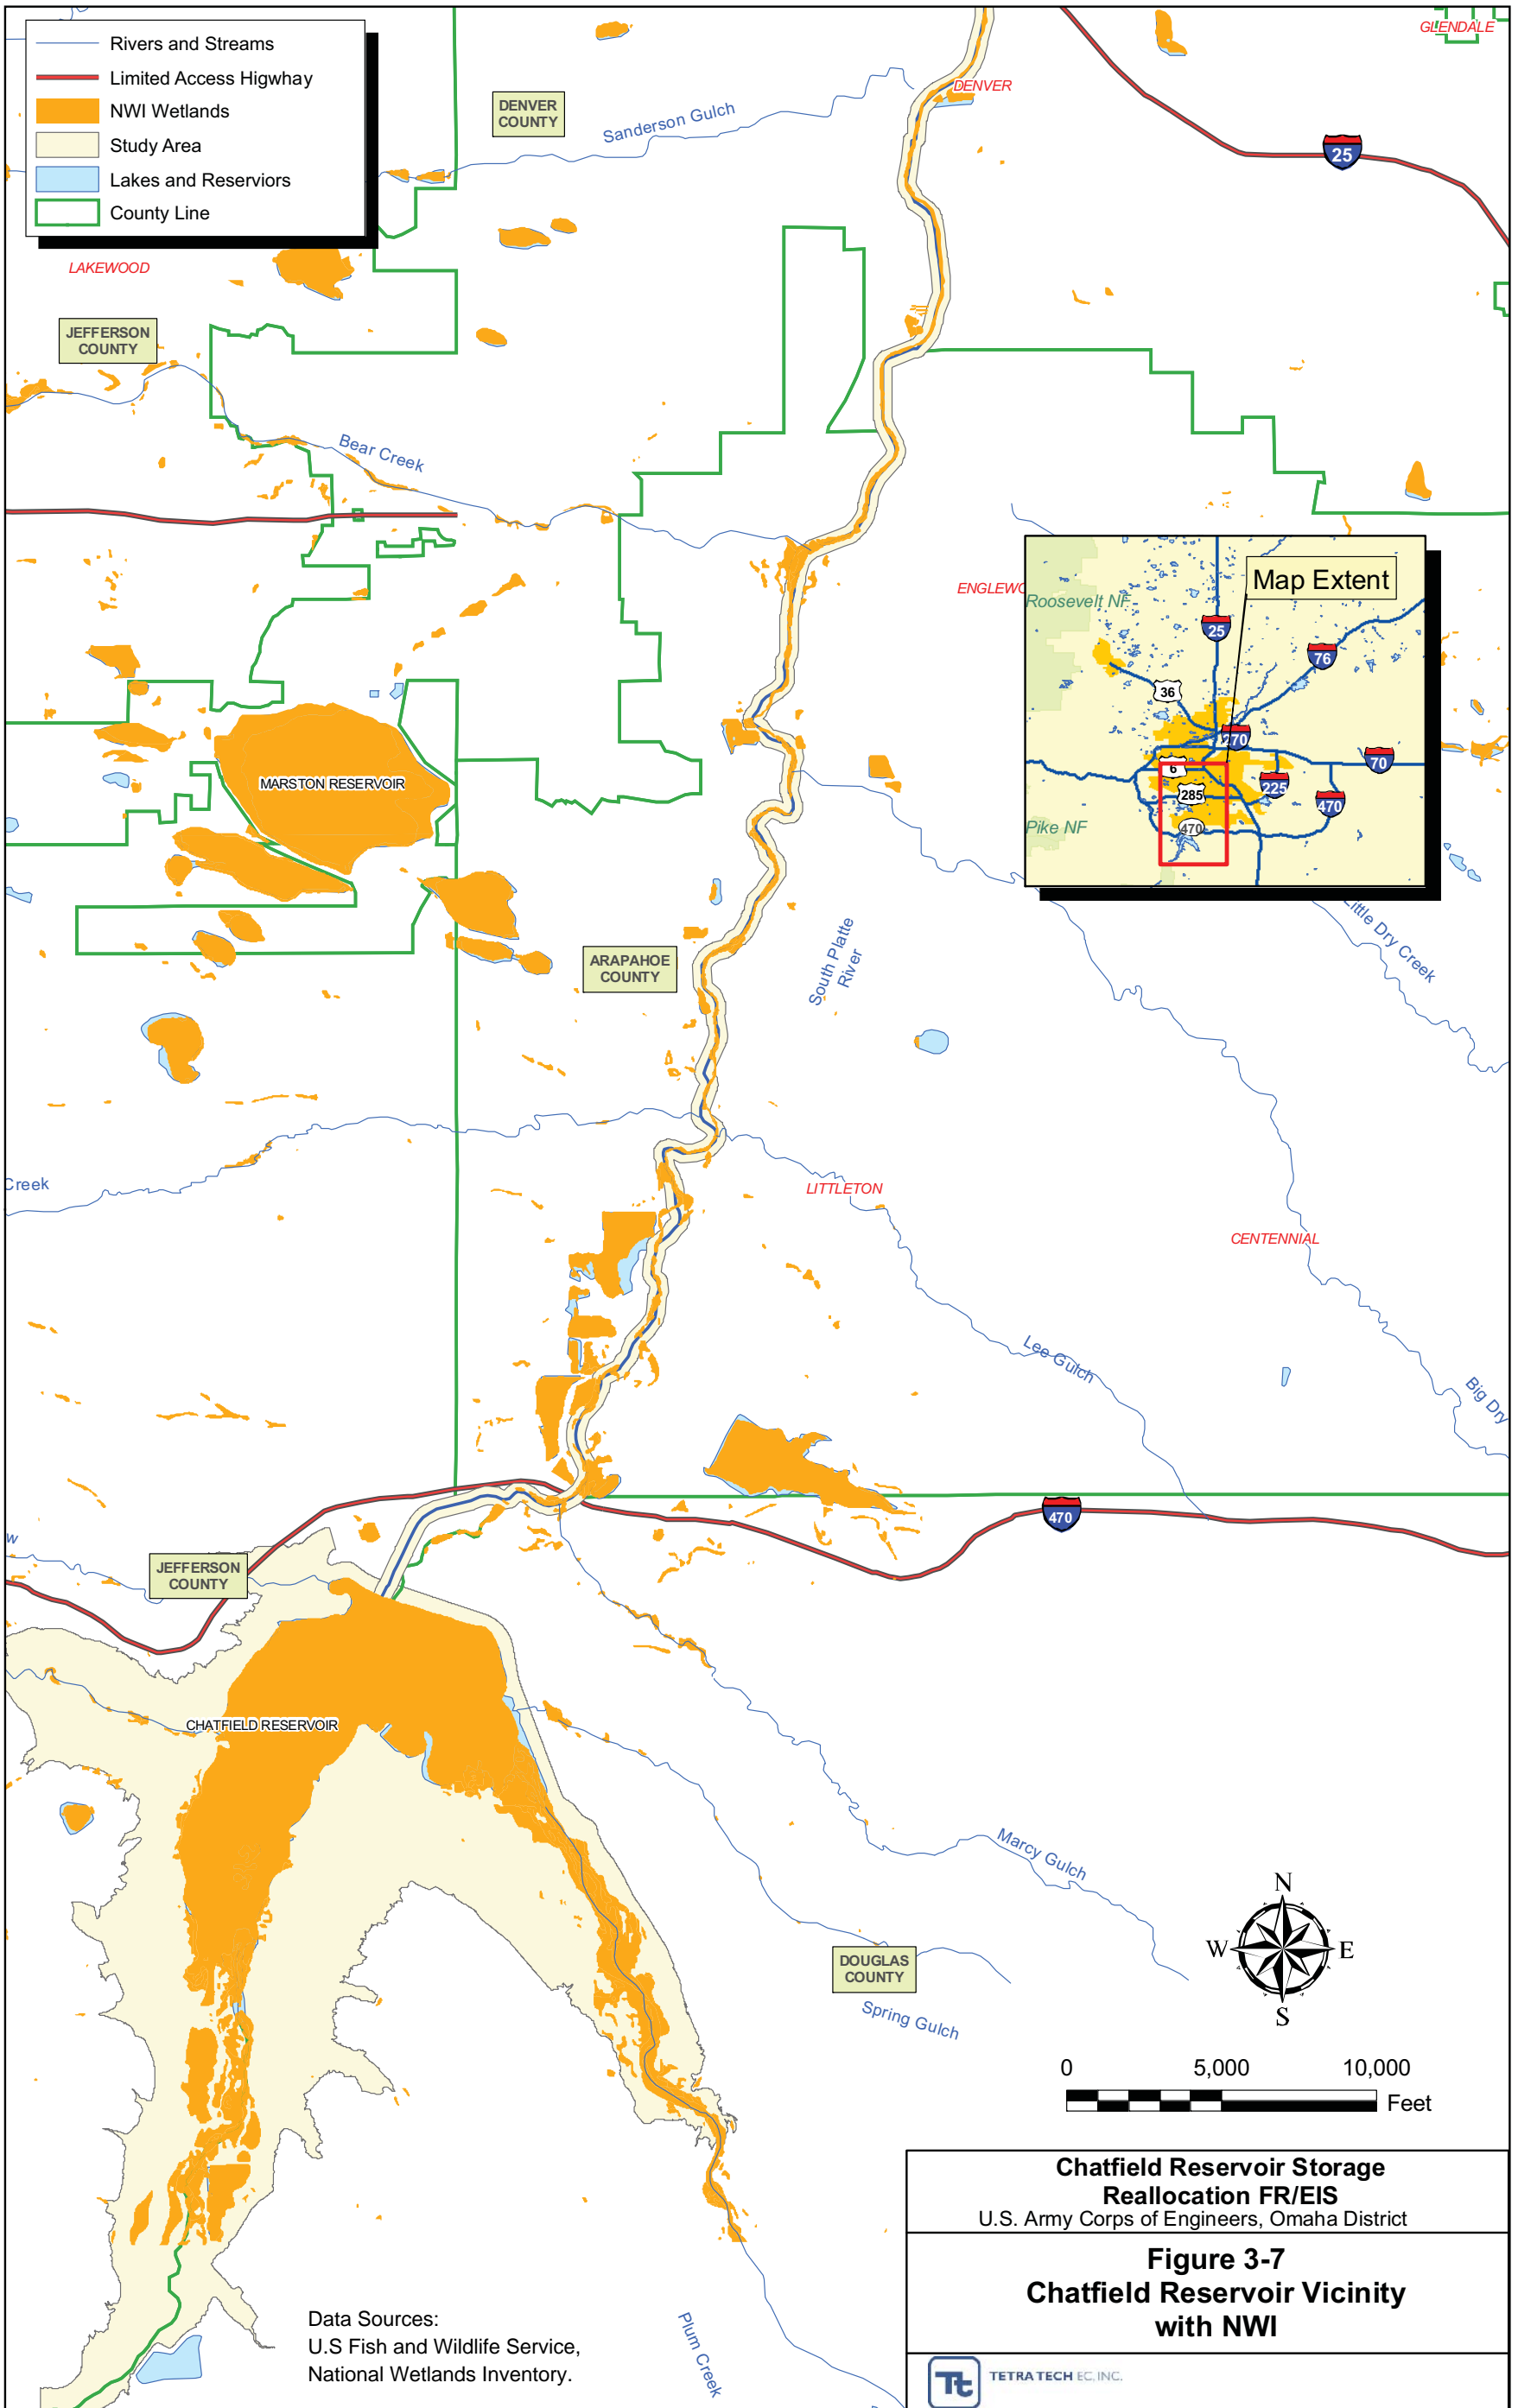 Rivers and Streams
Limited Access Higwhay
NWI Wetlands
Study Area
Lakes and Reserviors
County Line
GLENDALE
DENVER
DENVER
COUNTY
Sanderson Gulch
25
LAKEWOOD
JEFFERSON
COUNTY
Bear Creek
ENGLEWO
Map Extent
Roosevelt NF
25
76
36
270
6
70
285
225
470
470
Pike NF
MARSTON RESERVOIR
Little Dry Creek
ARAPAHOE
COUNTY
South Platte
River
Creek
LITTLETON
CENTENNIAL
Lee Gulch
Big Dry
470
w
JEFFERSON
COUNTY
CHATFIELD RESERVOIR
Marcy Gulch
N
W
E
S
DOUGLAS
COUNTY
Spring Gulch
0 5,000 10,000
Feet
Plum Creek
Data Sources:
U.S Fish and Wildlife Service,
National Wetlands Inventory.
Chatfield Reservoir Storage
Reallocation FR/EIS
U.S. Army Corps of Engineers, Omaha District
Figure 3-7
Chatfield Reservoir Vicinity
with NWI
Tt
TETRA TECH EC, INC.